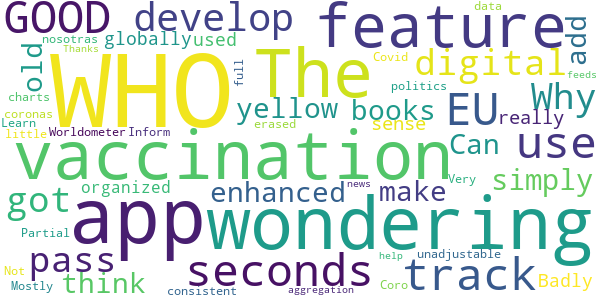 GOOD develop feature add data
nosotras globally used
Thanks
old WHO The full Covid digital
charts politics feeds
coronas yellow books EU Why
Learn Worldometer Inform erased sense really
little vaccination Can use
got organized enhanced make simply
Very news
Partial app wondering
pass seconds help unadjustable
Not think track Badly
Mostly consistent aggregation Coro